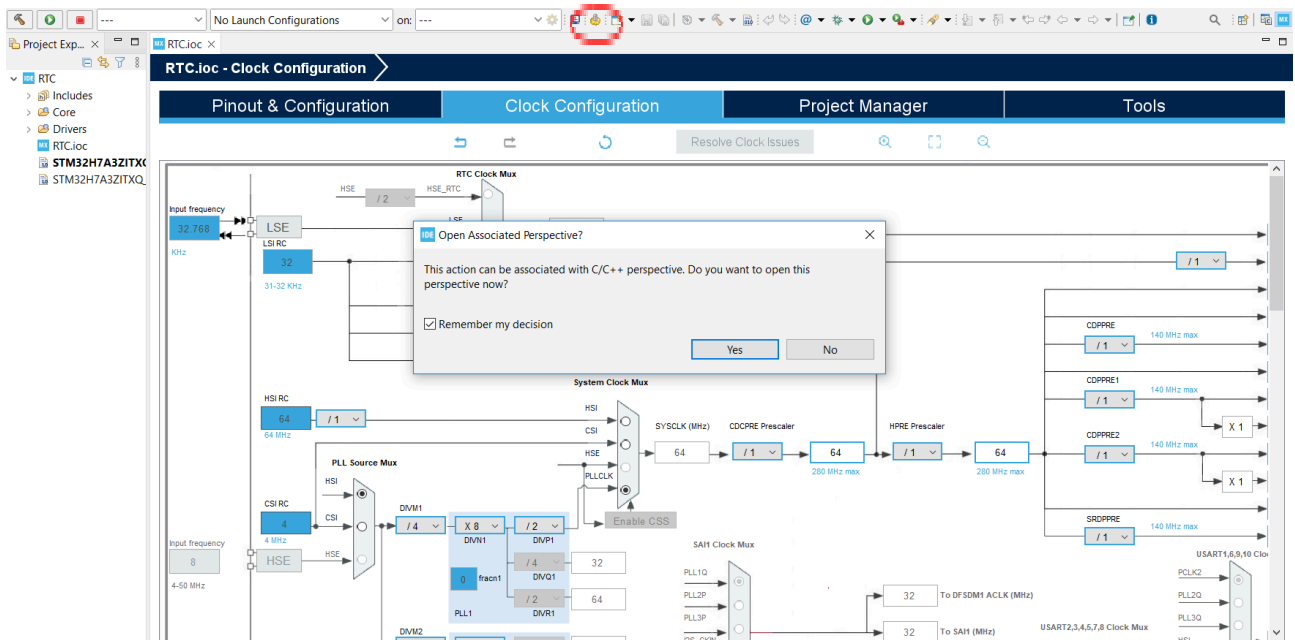 ---
No Launch Configurations
on:
---
Project Exp...
RTC.ioc
RTC.ioc - Clock Configuration
Pinout & Configuration
Clock Configuration
Project Manager
Tools
Resolve Clock Issues
RTC
Includes
Core
Drivers
RTC.ioc
STM32H7A3ZITXQ
STM32H7A3ZITXQ_
RTC Clock Mux
HSE
/ 2
HSE_RTC
Input frequency
32.768
KHz
LSE
LSE
LSI RC
32
31-32 KHz
/ 1
IDE Open Associated Perspective?
This action can be associated with C/C++ perspective. Do you want to open this
perspective now?
Remember my decision
Yes
No
CDPPRE
/ 1
140 MHz max
CDPPRE1
/ 1
140 MHz max
X 1
CDPPRE2
/ 1
140 MHz max
X 1
SRDPPRE
/ 1
140 MHz max
System Clock Mux
HSI RC
64
64 MHz
/ 1
HSI
CSI
HSE
PLLCLK
SYSCLK (MHz)
64
CDCPRE Prescaler
/ 1
64
280 MHz max
HPRE Prescaler
/ 1
64
280 MHz max
Enable CSS
PLL Source Mux
HSI
CSI
HSE
CSI RC
4
4 MHz
Input frequency
8
4-50 MHz
HSE
DIVM1
/ 4
X 8
DIVN1
/ 2
DIVP1
0
fracn1
/ 4
DIVQ1
32
/ 2
DIVR1
64
PLL1
DIVM2
SAI1 Clock Mux
PLL1Q
PLL2P
PLL3P
32
To DFSDM1 ACLK (MHz)
32
To SAI1 (MHz)
USART1,6,9,10 Clo
PCLK2
PLL2Q
PLL3Q
USART2,3,4,5,7,8 Clock Mux